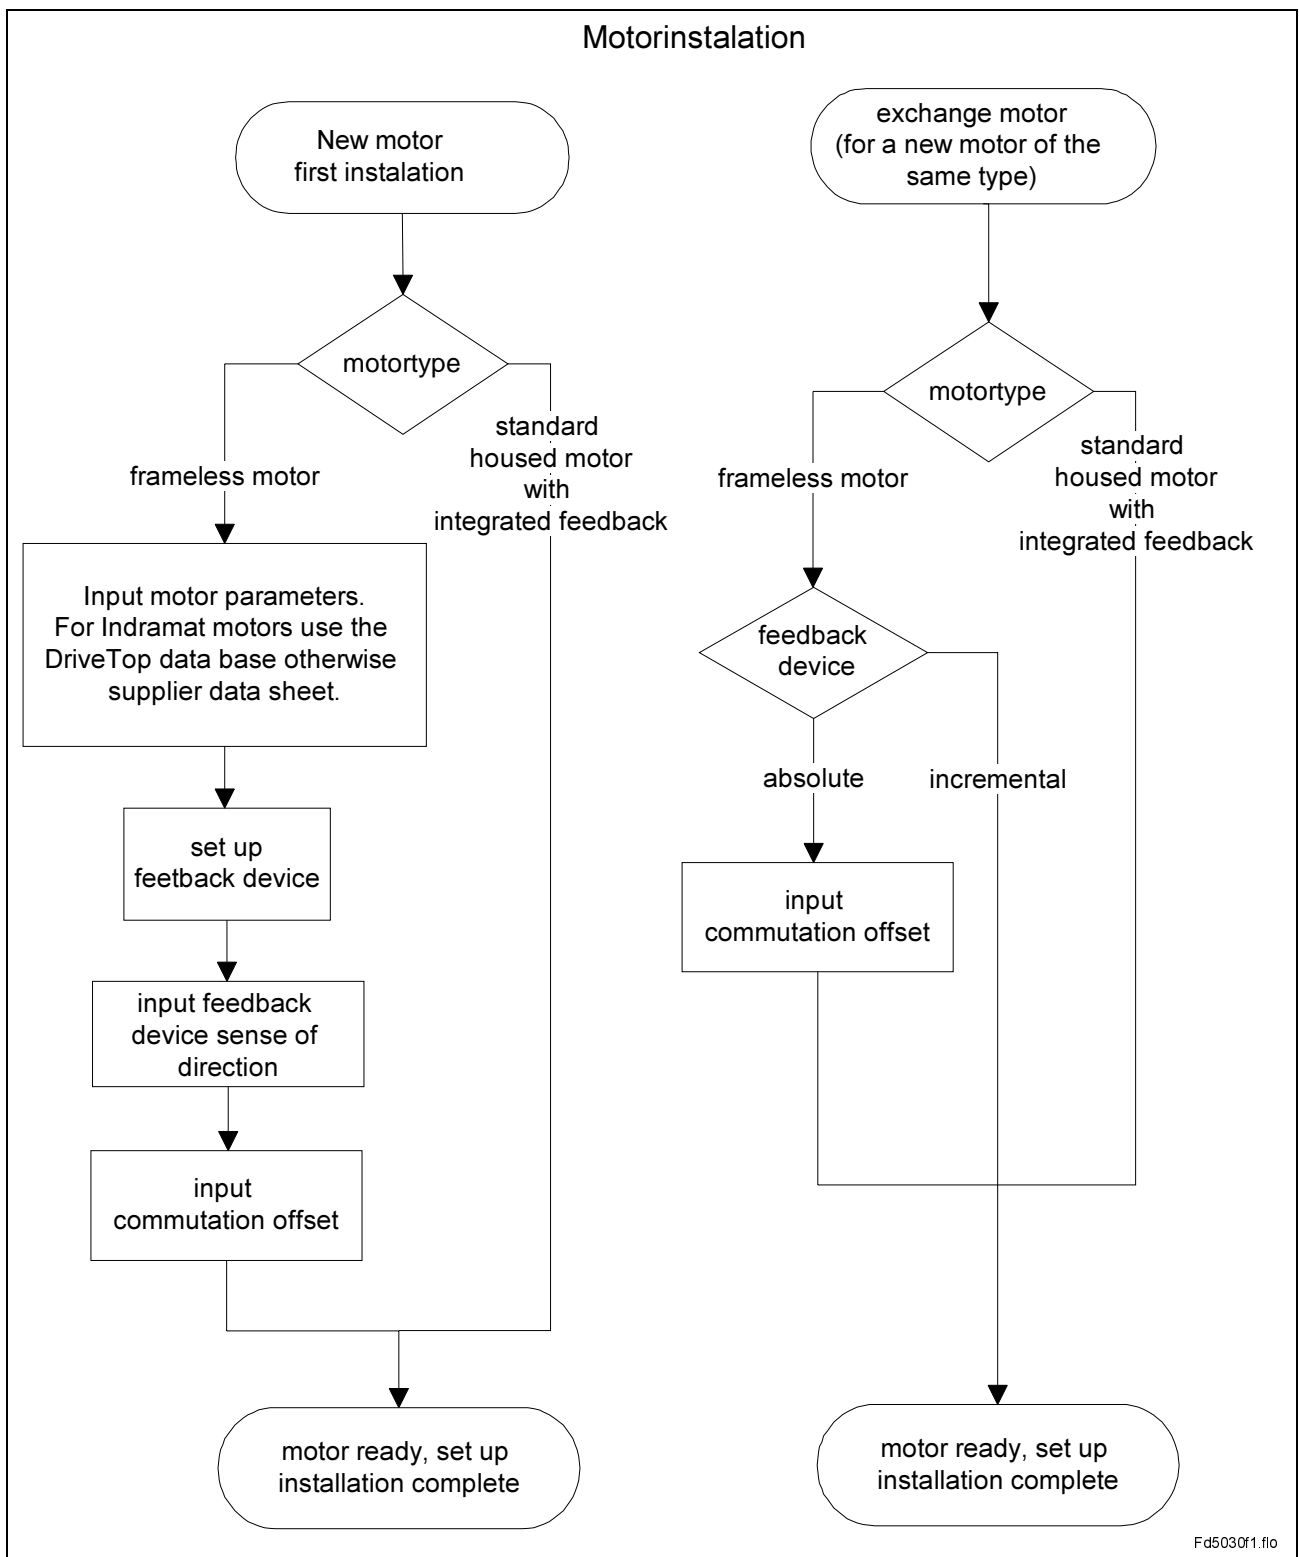 Motorinstalation
New motor
first instalation
motortype
frameless motor
standard
housed motor
with
integrated feedback
Input motor parameters.
For Indramat motors use the
DriveTop data base otherwise
supplier data sheet.
set up
feetback device
input feedback
device sense of
direction
input
commutation offset
motor ready, set up
installation complete
exchange motor
(for a new motor of the
same type)
motortype
frameless motor
standard
housed motor
with
integrated feedback
feedback
device
absolute
incremental
input
commutation offset
motor ready, set up
installation complete
Fd5030f1.flo